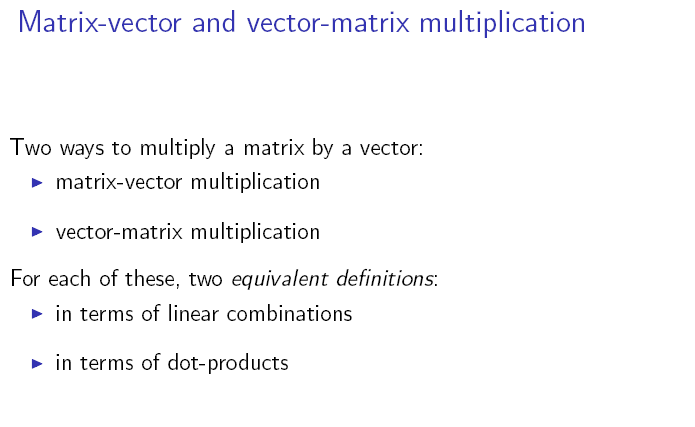 Matrix-vector and vector-matrix multiplication
Two ways to multiply a matrix by a vector:
▶ matrix-vector multiplication
▶ vector-matrix multiplication
For each of these, two equivalent definitions:
▶ in terms of linear combinations
▶ in terms of dot-products